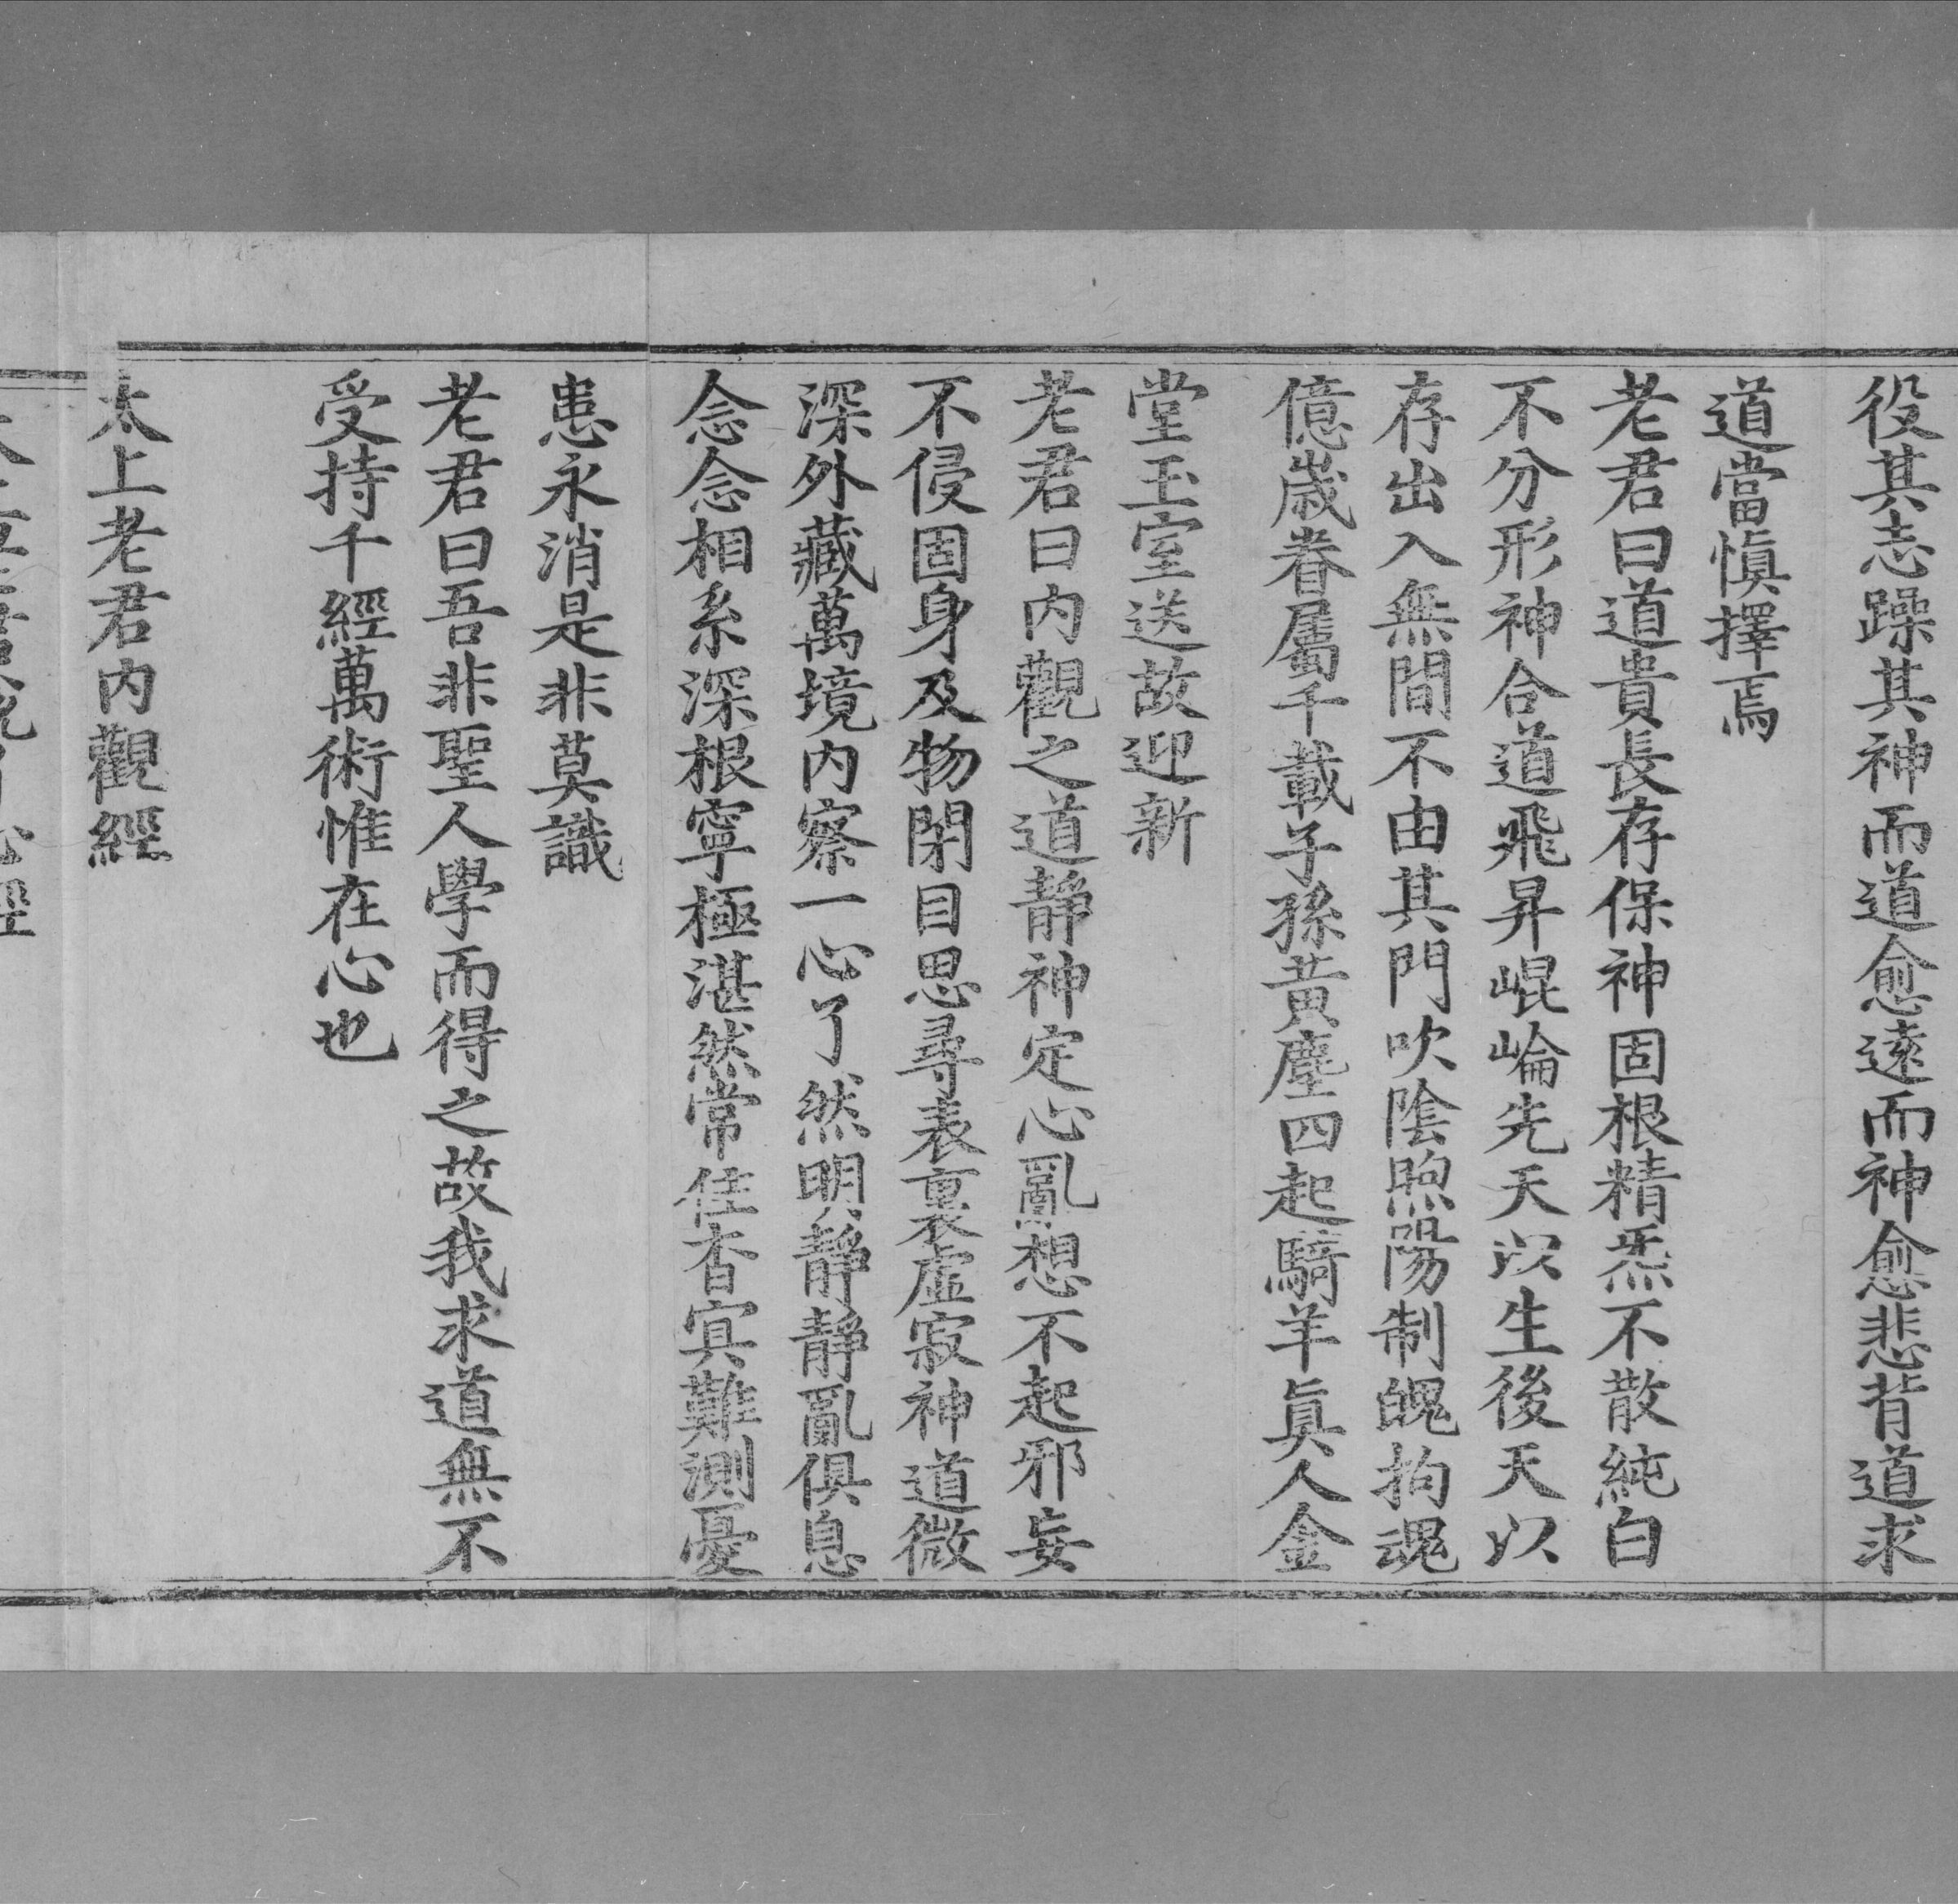 役其志躁其神而道愈遠而神愈悲背道求
道當慎擇焉
老君曰道貴長存保神固根精炁不散純白
不分形神合道飛昇崐崘先天以生後天以
存出入無間不由其門吹陰煦陽制魄拘魂
億歲眷屬千載子孫黃塵四起騎羊眞人金
堂玉室送故迎新
老君曰内觀之道靜神定心亂想不起邪妄
不侵固身及物閉目思尋表裏虛寂神道微
深外藏萬境内察一心了然明靜靜亂俱息
念念相系深根寧極湛然常住杳冥難測憂
患永消是非莫識
老君曰吾非聖人學而得之故我求道無不
受持千經萬術惟在心也
太上老君内觀經